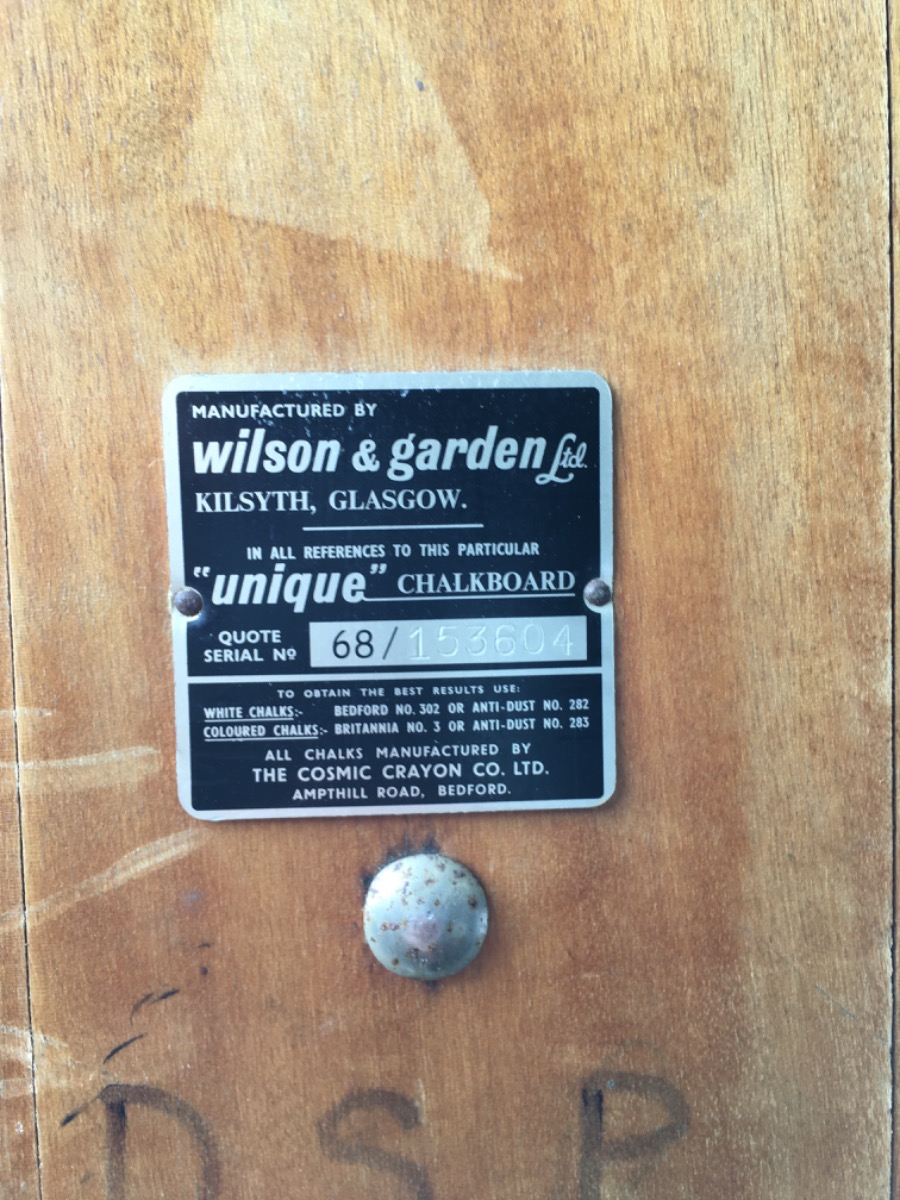 MANUFACTURED BY
wilson & garden Ltd.
KILSYTH, GLASGOW.
IN ALL REFERENCES TO THIS PARTICULAR
"unique" CHALKBOARD
QUOTE
SERIAL Nº 68/153604
TO OBTAIN THE BEST RESULTS USE:
WHITE CHALKS:- BEDFORD NO. 302 OR ANTI-DUST NO. 282
COLOURED CHALKS:- BRITANNIA NO. 3 OR ANTI-DUST NO. 283
ALL CHALKS MANUFACTURED BY
THE COSMIC CRAYON CO. LTD.
AMPTHILL ROAD, BEDFORD.
D S P